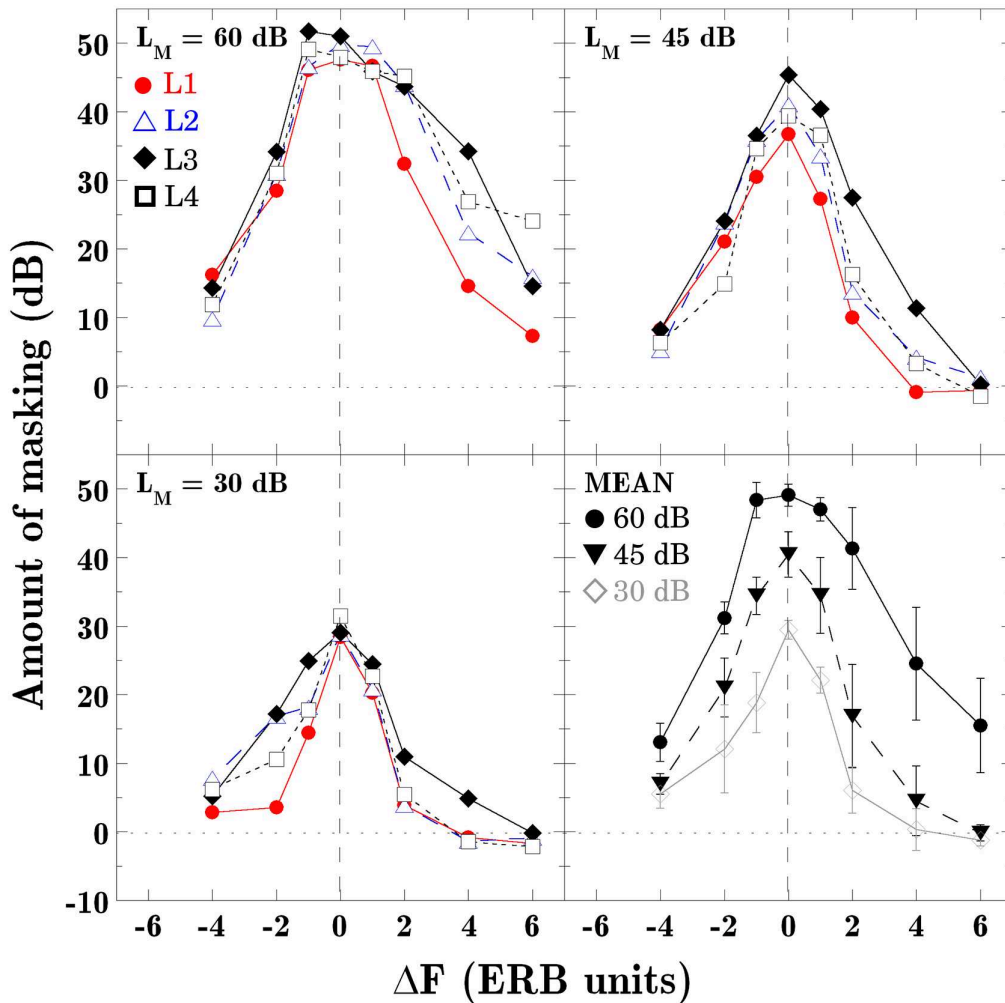 L_M = 60 dB
L1
L2
L3
L4
L_M = 45 dB
50
40
30
20
10
0
L_M = 30 dB
MEAN
60 dB
45 dB
30 dB
50
40
30
20
10
0
-10
-6 -4 -2 0 2 4 6
-6 -4 -2 0 2 4 6
Amount of masking (dB)
ΔF (ERB units)